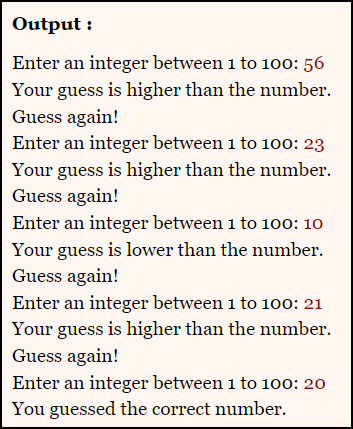 Output :
Enter an integer between 1 to 100: 56
Your guess is higher than the number.
Guess again!
Enter an integer between 1 to 100: 23
Your guess is higher than the number.
Guess again!
Enter an integer between 1 to 100: 10
Your guess is lower than the number.
Guess again!
Enter an integer between 1 to 100: 21
Your guess is higher than the number.
Guess again!
Enter an integer between 1 to 100: 20
You guessed the correct number.